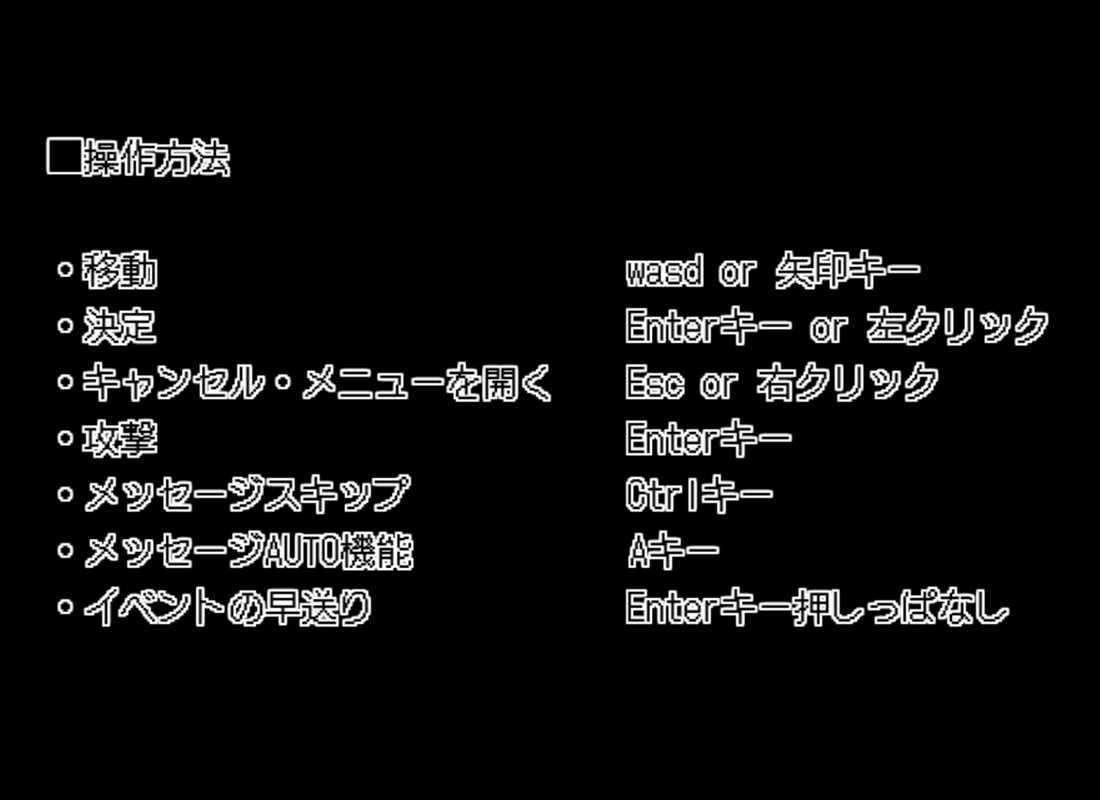 □操作方法
・移動 wasd or 矢印キー
・決定 Enterキー or 左クリック
・キャンセル・メニューを開く Esc or 右クリック
・攻撃 Enterキー
・メッセージスキップ Ctrlキー
・メッセージAUTO機能 Aキー
・イベントの早送り Enterキー押しっぱなし